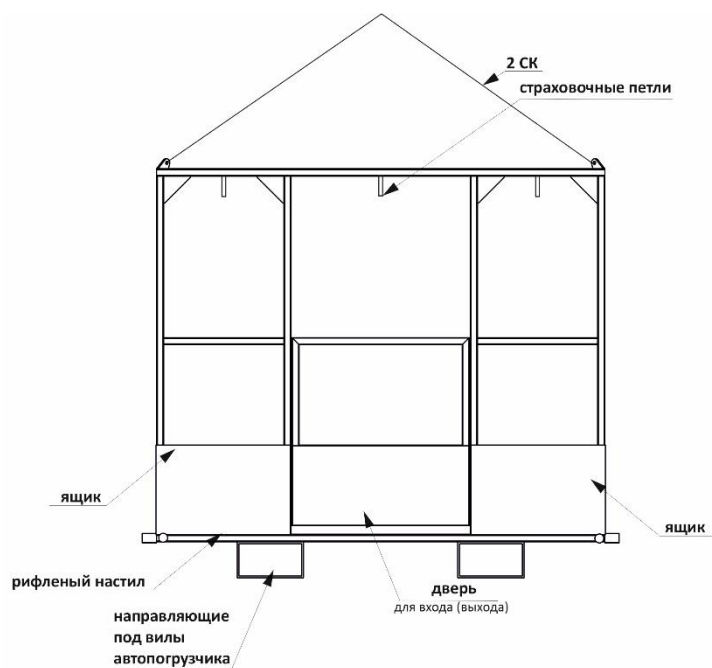 2 СК
страховочные петли
ящик
ящик
рифленый настил
дверь
для входа (выхода)
направляющие
под вилы
автопогрузчика